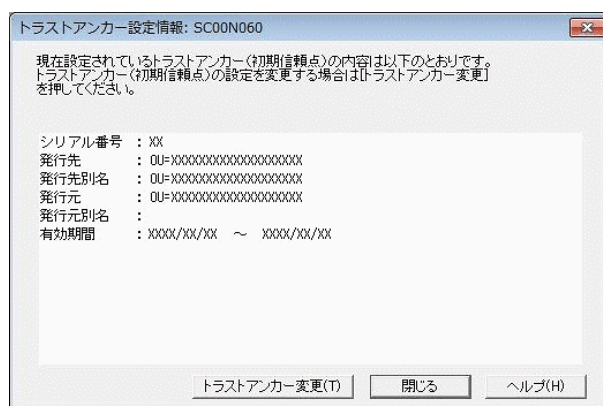 トラストアンカー設定情報: SC00N060
現在設定されているトラストアンカー(初期信頼点)の内容は以下のとおりです。
トラストアンカー(初期信頼点)の設定を変更する場合は[トラストアンカー変更]
を押してください。
シリアル番号 : XX
発行先 : OU=XXXXXXXXXXXXXXXXXXX
発行先別名 : OU=XXXXXXXXXXXXXXXXXXX
発行元 : OU=XXXXXXXXXXXXXXXXXXX
発行元別名 :
有効期間 : XXXX/XX/XX ～ XXXX/XX/XX
トラストアンカー変更(T) 閉じる ヘルプ(H)